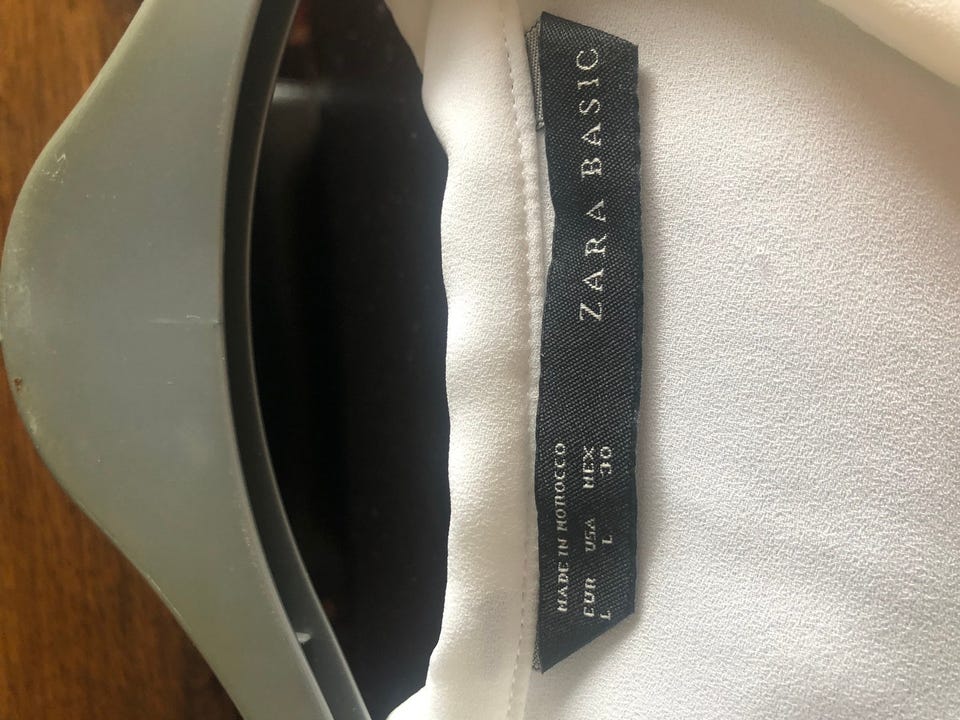 ZARA BASIC
MADE IN MOROCCO
EUR USA MEX
L L 30